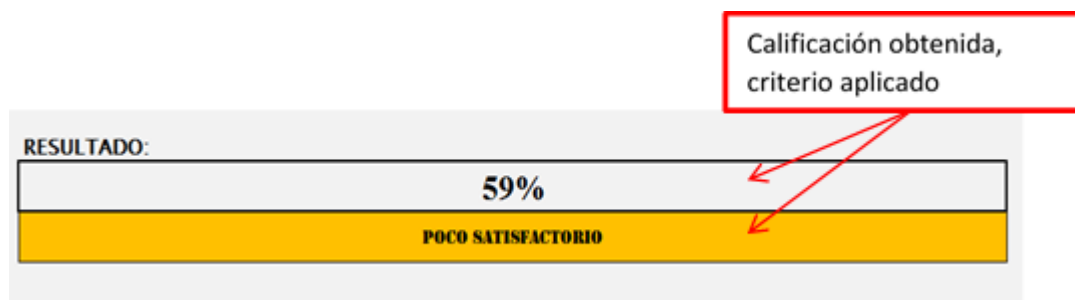 Calificación obtenida,
criterio aplicado
RESULTADO:
59%
POCO SATISFACTORIO